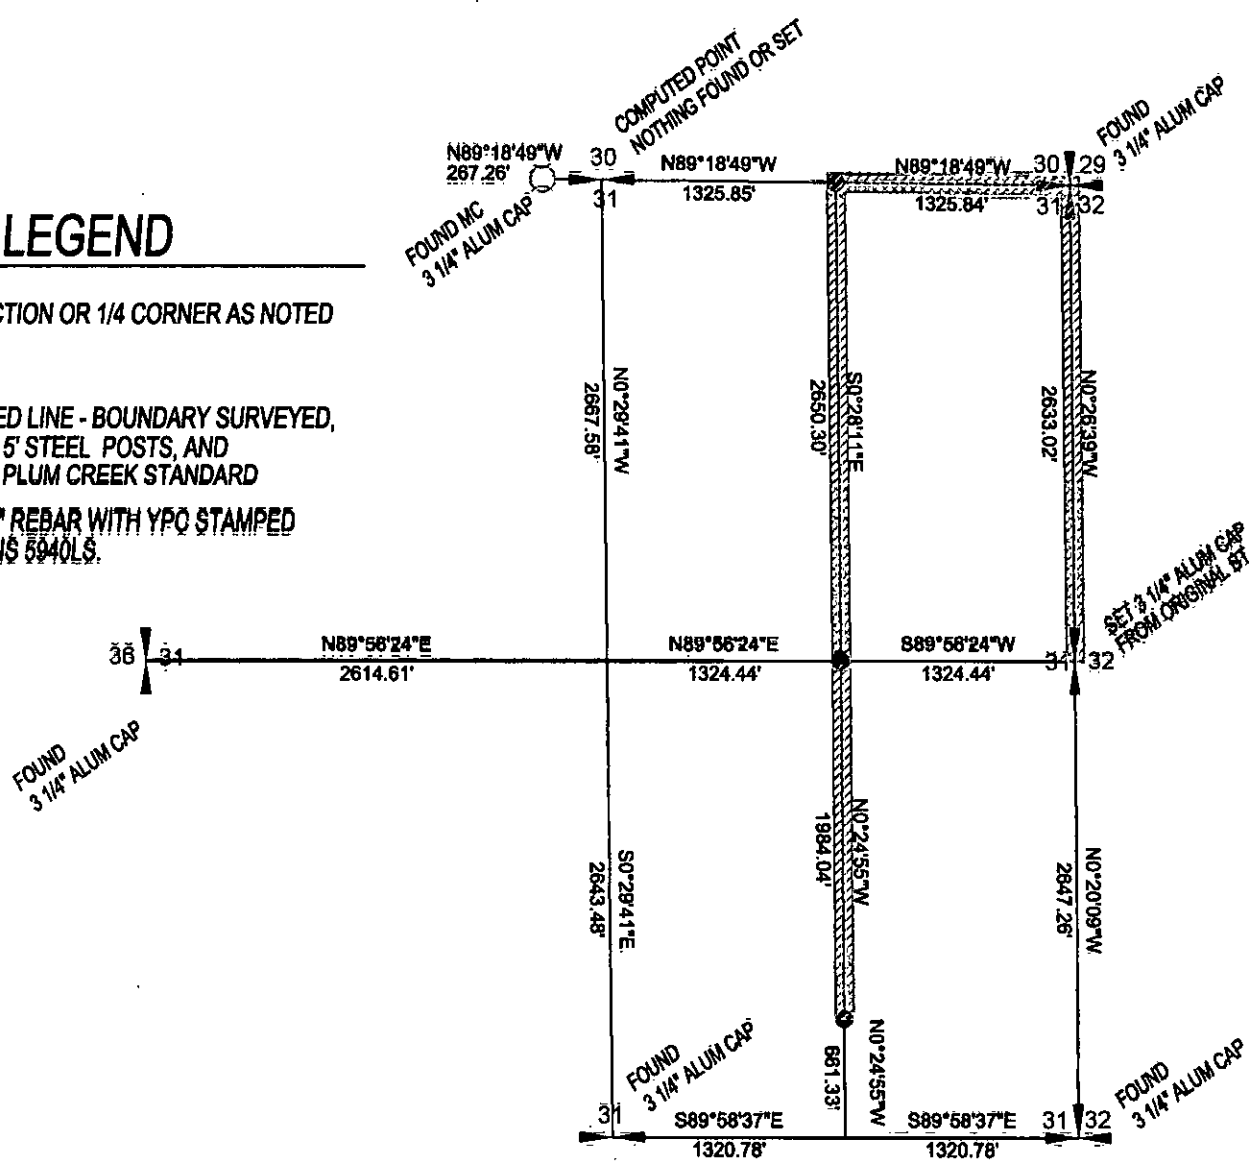 COMPUTED POINT
NOTHING FOUND OR SET
FOUND
3 1/4" ALUM CAP
N89°18'49"W
267.26'
30
31
N89°18'49"W
1325.85'
N89°18'49"W
1325.84'
30 29
31 32
FOUND MC
3 1/4" ALUM CAP
LEGEND
CTION OR 1/4 CORNER AS NOTED
ED LINE - BOUNDARY SURVEYED,
5' STEEL POSTS, AND
PLUM CREEK STANDARD
" REBAR WITH YPC STAMPED
NS 5940LS.
N0°29'41"W
2667.58'
S0°28'11"E
2650.30'
N0°26'39"W
2633.02'
SET 3 1/4" ALUM CAP
FROM ORIGINAL BT
36 31
N89°56'24"E
2614.61'
N89°56'24"E
1324.44'
S89°56'24"W
1324.44'
31 32
FOUND
3 1/4" ALUM CAP
S0°29'41"E
2643.48'
N0°24'55"W
1984.04'
N0°20'09"W
2647.26'
N0°24'55"W
661.33'
FOUND
3 1/4" ALUM CAP
31
S89°58'37"E
1320.78'
S89°58'37"E
1320.78'
31 32
FOUND
3 1/4" ALUM CAP